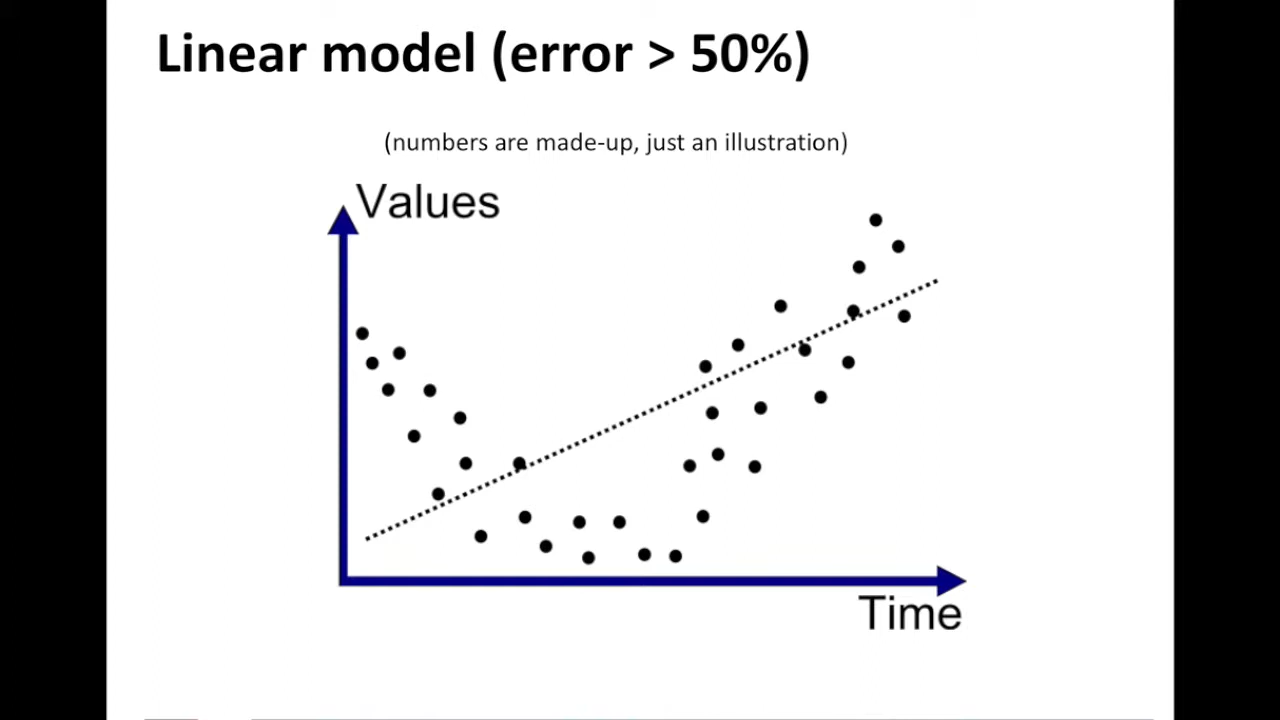 Linear model (error > 50%)
(numbers are made-up, just an illustration)
Values
Time